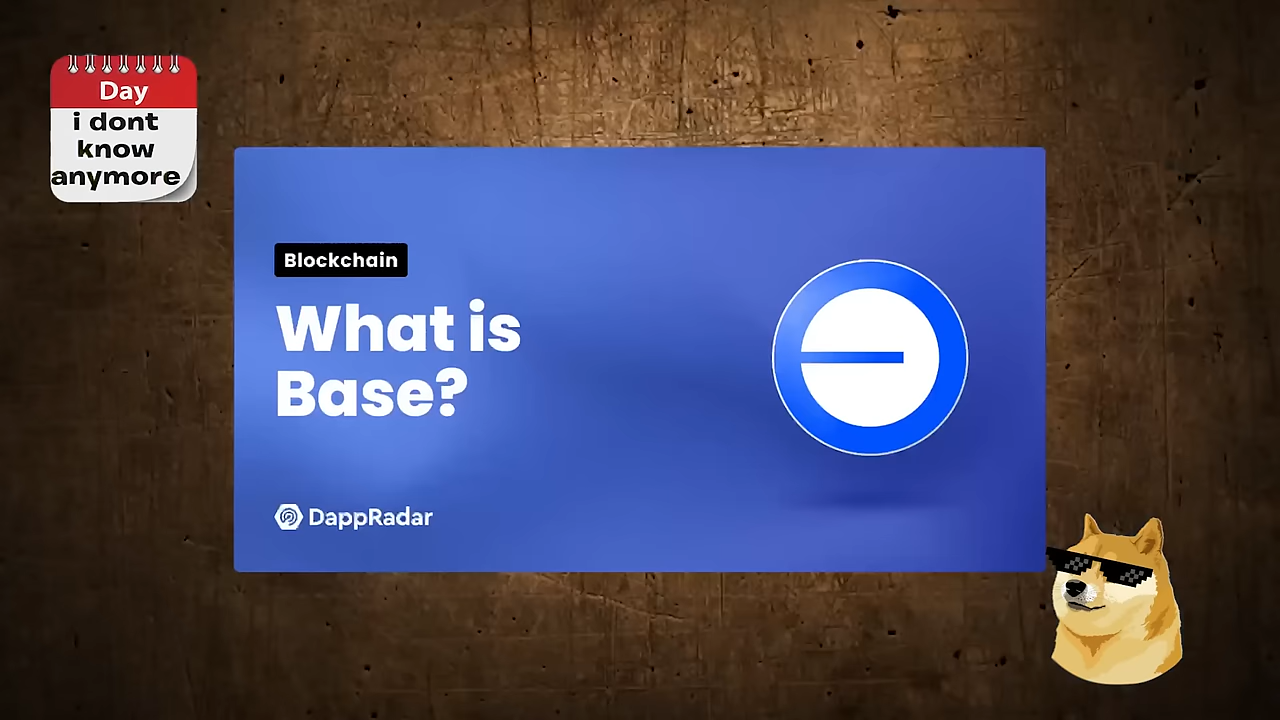 Day
i dont
know
anymore
Blockchain
What is
Base?
DappRadar